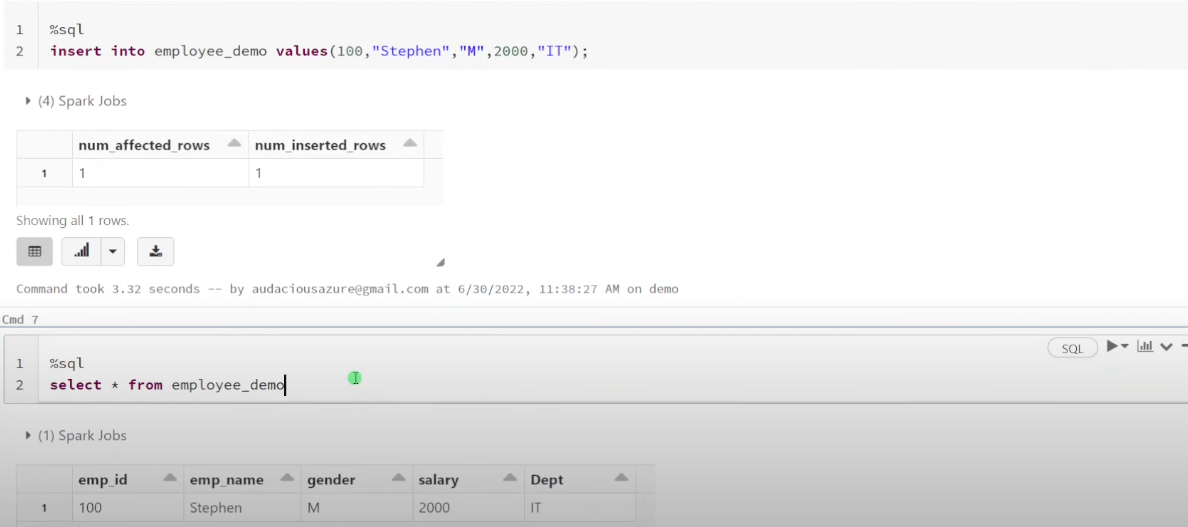 1 %sql
2 insert into employee_demo values(100,"Stephen","M",2000,"IT");
(4) Spark Jobs
num_affected_rows num_inserted_rows
1 1 1
Showing all 1 rows.
Command took 3.32 seconds -- by audaciousazure@gmail.com at 6/30/2022, 11:38:27 AM on demo
Cmd 7
SQL
1 %sql
2 select * from employee_demo
(1) Spark Jobs
emp_id emp_name gender salary Dept
1 100 Stephen M 2000 IT